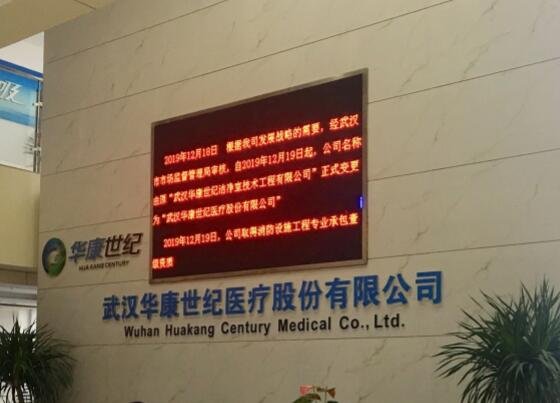 2019年12月18日 根据我司发展战略的需要，经武汉
市市场监督管理局审核，自2019年12月19日起，公司名称
由原“武汉华康世纪洁净室技术工程有限公司”正式变更
为“武汉华康世纪医疗股份有限公司”
2019年12月19日，公司取得消防设施工程专业承包壹
级资质
华康世纪
HUA KANG CENTURY
武汉华康世纪医疗股份有限公司
Wuhan Huakang Century Medical Co., Ltd.